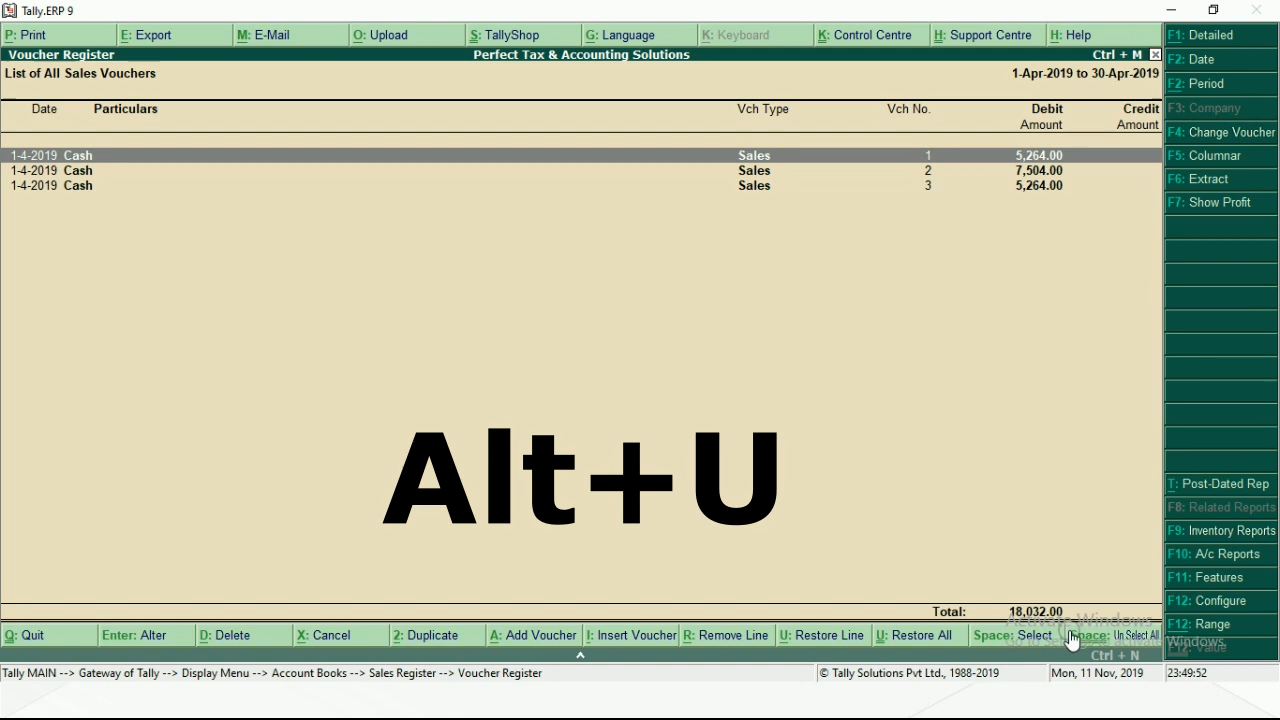 Tally.ERP 9
P: Print E: Export M: E-Mail O: Upload S: TallyShop G: Language K: Keyboard K: Control Centre H: Support Centre H: Help
Voucher Register Perfect Tax & Accounting Solutions Ctrl + M
List of All Sales Vouchers 1-Apr-2019 to 30-Apr-2019
Date Particulars Vch Type Vch No. Debit Credit
Amount Amount
1-4-2019 Cash Sales 1 5,264.00
1-4-2019 Cash Sales 2 7,504.00
1-4-2019 Cash Sales 3 5,264.00
Alt+U
Total: 18,032.00
Q: Quit Enter: Alter D: Delete X: Cancel 2: Duplicate A: Add Voucher I: Insert Voucher R: Remove Line U: Restore Line U: Restore All Space: Select Space: Un Select All
Ctrl + N
Tally MAIN --> Gateway of Tally --> Display Menu --> Account Books --> Sales Register --> Voucher Register © Tally Solutions Pvt Ltd., 1988-2019 Mon, 11 Nov, 2019 23:49:52
F1: Detailed
F2: Date
F2: Period
F3: Company
F4: Change Voucher
F5: Columnar
F6: Extract
F7: Show Profit
T: Post-Dated Rep
F8: Related Reports
F9: Inventory Reports
F10: A/c Reports
F11: Features
F12: Configure
F12: Range
F12: Value
Activate Windows